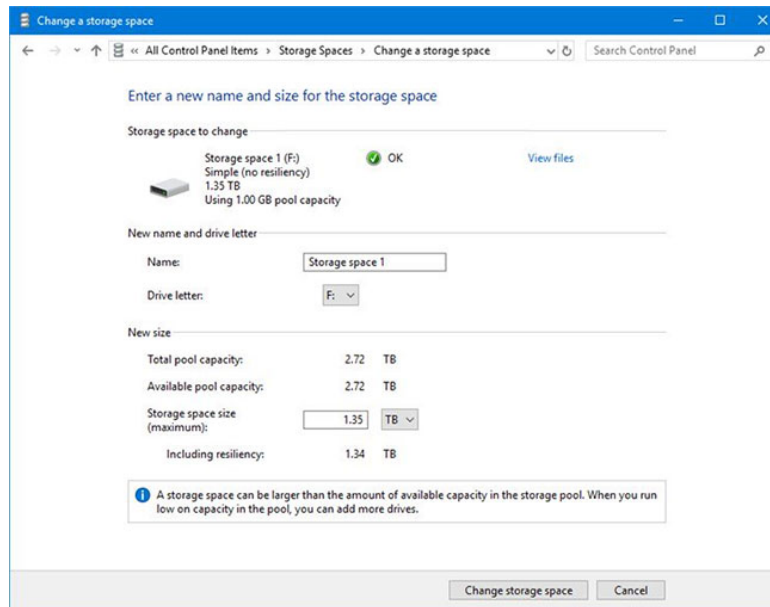 Change a storage space
« All Control Panel Items > Storage Spaces > Change a storage space
Search Control Panel
Enter a new name and size for the storage space
Storage space to change
Storage space 1 (F:)
OK
View files
Simple (no resiliency)
1.35 TB
Using 1.00 GB pool capacity
New name and drive letter
Name: Storage space 1
Drive letter: F:
New size
Total pool capacity: 2.72 TB
Available pool capacity: 2.72 TB
Storage space size
(maximum): 1.35 TB
Including resiliency: 1.34 TB
A storage space can be larger than the amount of available capacity in the storage pool. When you run
low on capacity in the pool, you can add more drives.
Change storage space Cancel